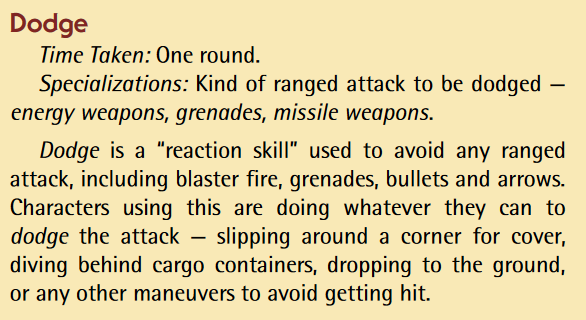 Dodge
Time Taken: One round.
Specializations: Kind of ranged attack to be dodged —
energy weapons, grenades, missile weapons.
Dodge is a “reaction skill” used to avoid any ranged
attack, including blaster fire, grenades, bullets and arrows.
Characters using this are doing whatever they can to
dodge the attack — slipping around a corner for cover,
diving behind cargo containers, dropping to the ground,
or any other maneuvers to avoid getting hit.